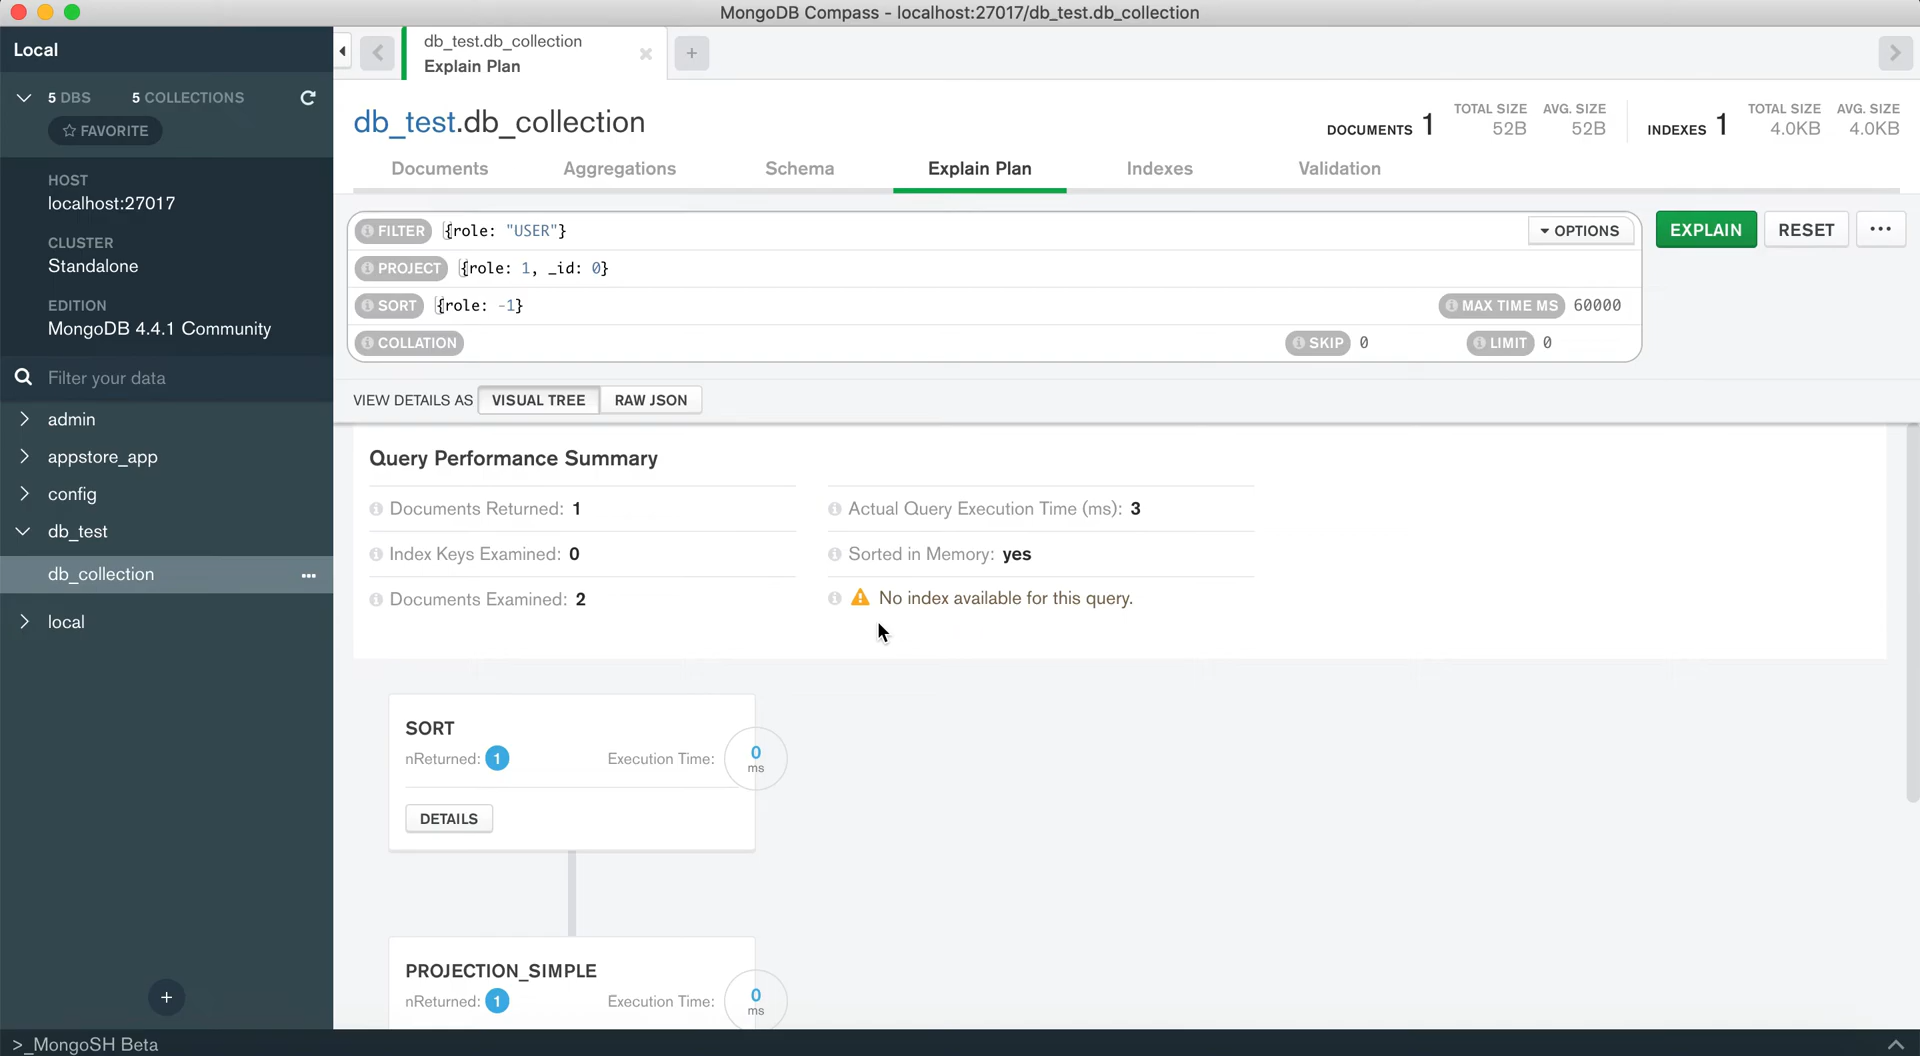 MongoDB Compass - localhost:27017/db_test.db_collection
Local
5 DBS 5 COLLECTIONS
FAVORITE
HOST
localhost:27017
CLUSTER
Standalone
EDITION
MongoDB 4.4.1 Community
Filter your data
admin
appstore_app
config
db_test
db_collection
local
>_MongoSH Beta
db_test.db_collection
Explain Plan
db_test.db_collection
DOCUMENTS 1 TOTAL SIZE 52B AVG. SIZE 52B
INDEXES 1 TOTAL SIZE 4.0KB AVG. SIZE 4.0KB
Documents Aggregations Schema Explain Plan Indexes Validation
FILTER {role: "USER"} OPTIONS EXPLAIN RESET
PROJECT {role: 1, _id: 0}
SORT {role: -1} MAX TIME MS 60000
COLLATION SKIP 0 LIMIT 0
VIEW DETAILS AS VISUAL TREE RAW JSON
Query Performance Summary
Documents Returned: 1
Index Keys Examined: 0
Documents Examined: 2
Actual Query Execution Time (ms): 3
Sorted in Memory: yes
No index available for this query.
SORT
nReturned: 1 Execution Time: 0 ms
DETAILS
PROJECTION_SIMPLE
nReturned: 1 Execution Time: 0 ms